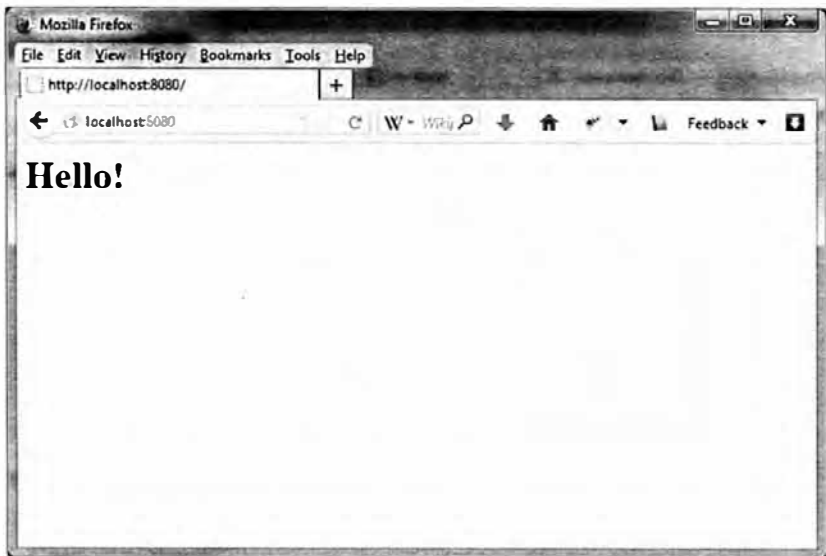 Mozilla Firefox
File Edit View History Bookmarks Tools Help
http://localhost:8080/ +
localhost:8080 W Feedback
Hello!